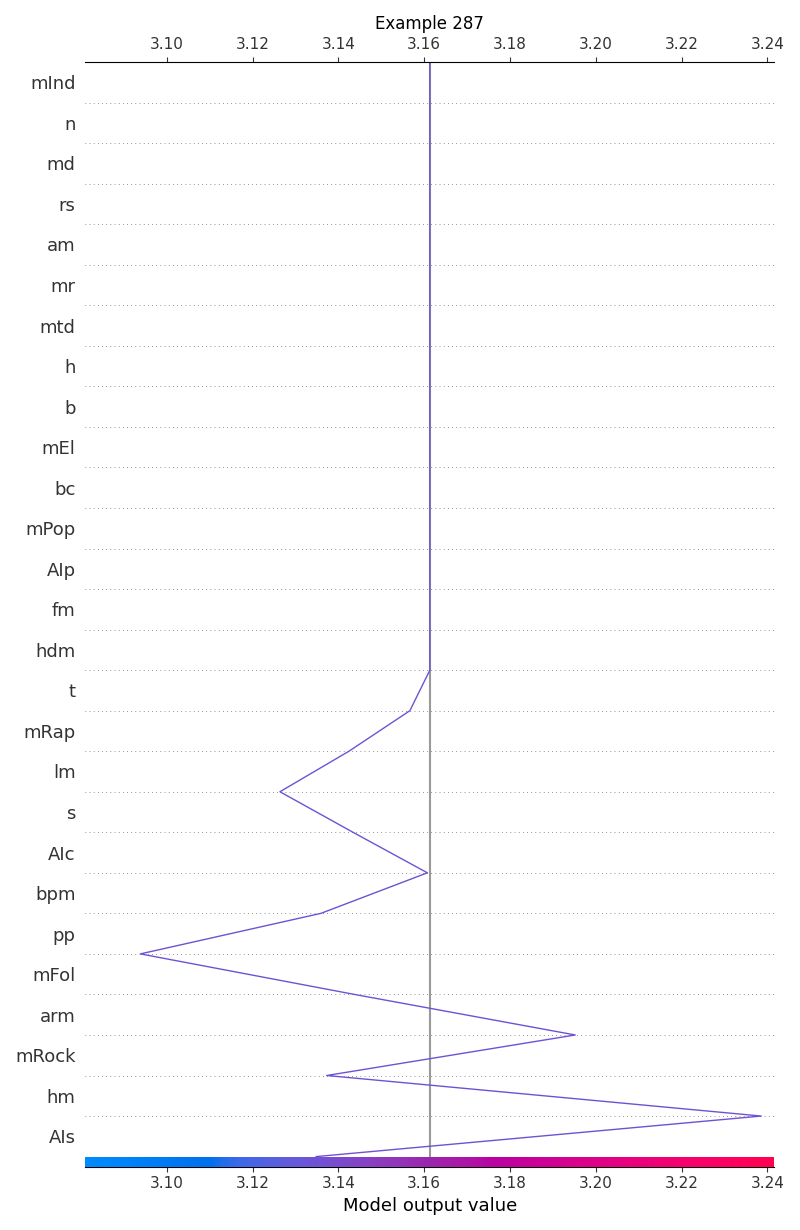 Example 287
3.10 3.12 3.14 3.16 3.18 3.20 3.22 3.24
mInd
n
md
rs
am
mr
mtd
h
b
mEl
bc
mPop
AIp
fm
hdm
t
mRap
lm
s
AIc
bpm
pp
mFol
arm
mRock
hm
AIs
3.10 3.12 3.14 3.16 3.18 3.20 3.22 3.24
Model output value